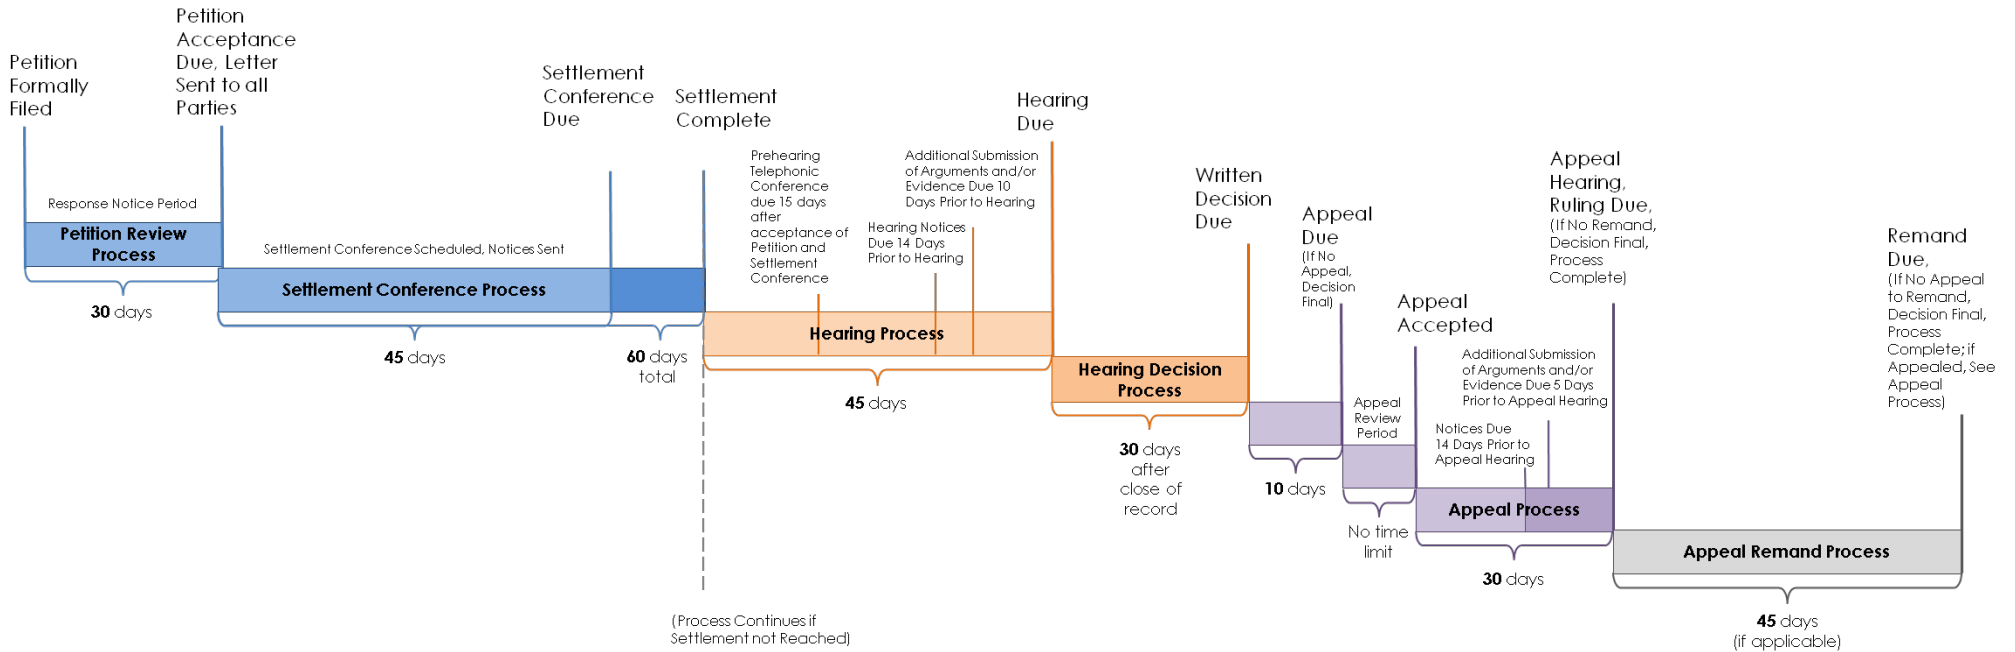 Petition
Formally
Filed
Petition
Acceptance
Due, Letter
Sent to all
Parties
Response Notice Period
Petition Review
Process
30 days
Settlement Conference Scheduled, Notices Sent
Settlement Conference Process
45 days
Settlement
Conference
Due
Settlement
Complete
60 days
total
(Process Continues if
Settlement not Reached)
Prehearing
Telephonic
Conference
due 15 days
after
acceptance of
Petition and
Settlement
Conference
Hearing Notices
Due 14 Days
Prior to Hearing
Additional Submission
of Arguments and/or
Evidence Due 10
Days Prior to Hearing
Hearing
Due
Hearing Process
45 days
Hearing Decision
Process
30 days
after
close of
record
Written
Decision
Due
10 days
Appeal
Due
(If No
Appeal,
Decision
Final)
Appeal
Review
Period
No time
limit
Appeal
Accepted
Notices Due
14 Days Prior to
Appeal Hearing
Additional Submission
of Arguments and/or
Evidence Due 5 Days
Prior to Appeal Hearing
Appeal Process
30 days
Appeal
Hearing,
Ruling Due,
(If No Remand,
Decision Final,
Process
Complete)
Appeal Remand Process
45 days
(if applicable)
Remand
Due,
(If No Appeal
to Remand,
Decision Final,
Process
Complete; if
Appealed, See
Appeal
Process)